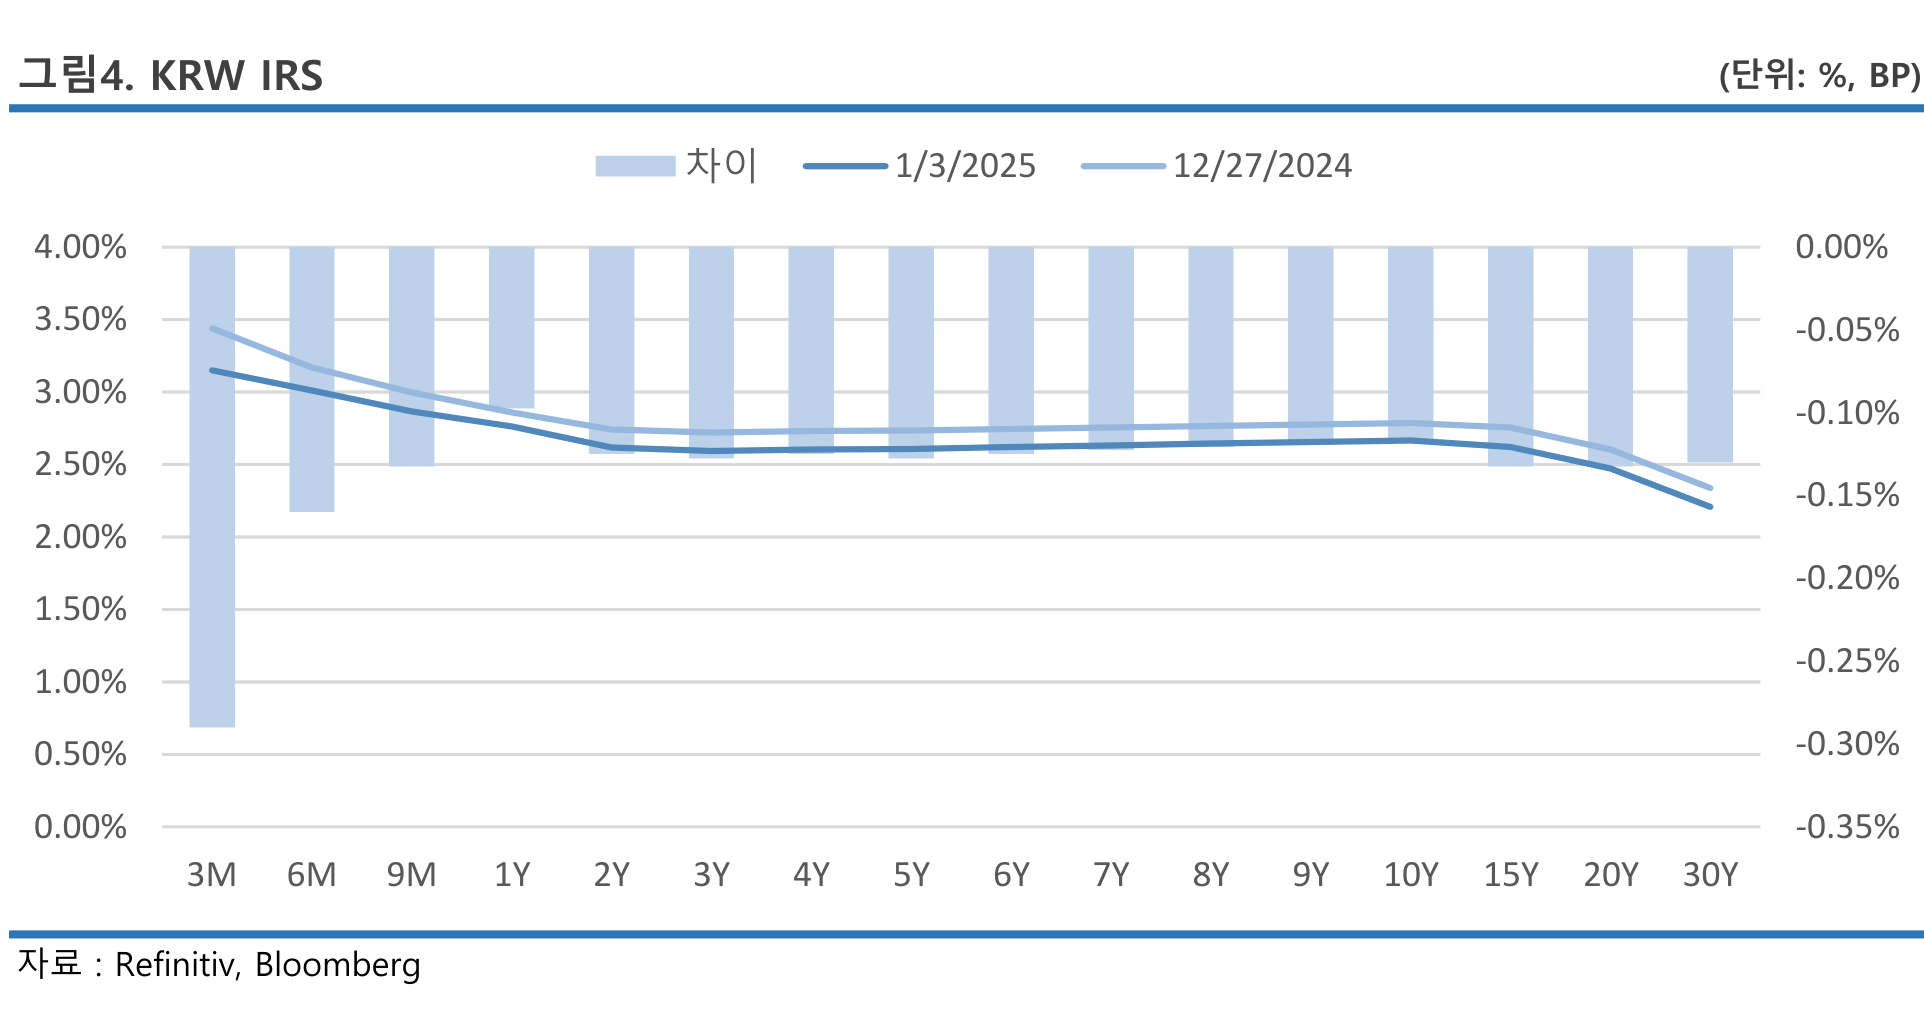 그림4. KRW IRS (단위: %, BP)
차이 1/3/2025 12/27/2024
4.00% 0.00%
3.50% -0.05%
3.00% -0.10%
2.50% -0.15%
2.00% -0.20%
1.50% -0.25%
1.00% -0.30%
0.50%
0.00% -0.35%
3M 6M 9M 1Y 2Y 3Y 4Y 5Y 6Y 7Y 8Y 9Y 10Y 15Y 20Y 30Y
자료 : Refinitiv, Bloomberg